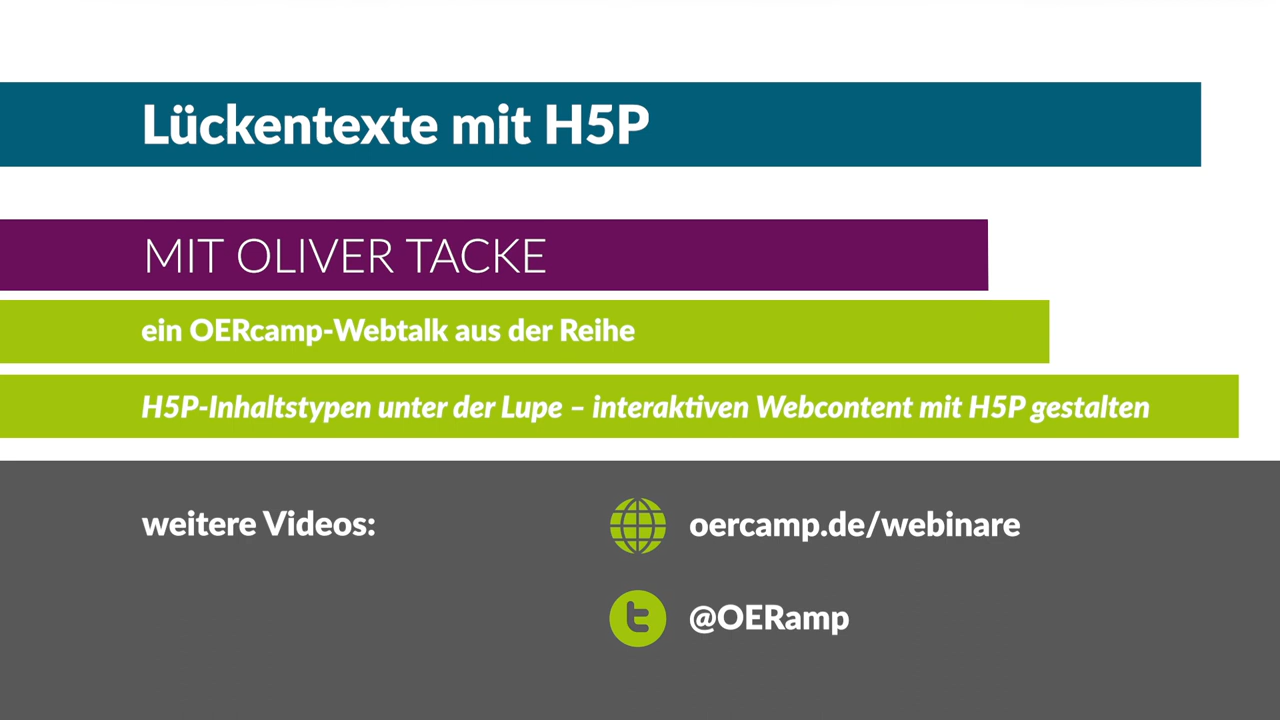 Lückentexte mit H5P
MIT OLIVER TACKE
ein OERcamp-Webtalk aus der Reihe
H5P-Inhaltstypen unter der Lupe – interaktiven Webcontent mit H5P gestalten
weitere Videos:
oercamp.de/webinare
@OERamp